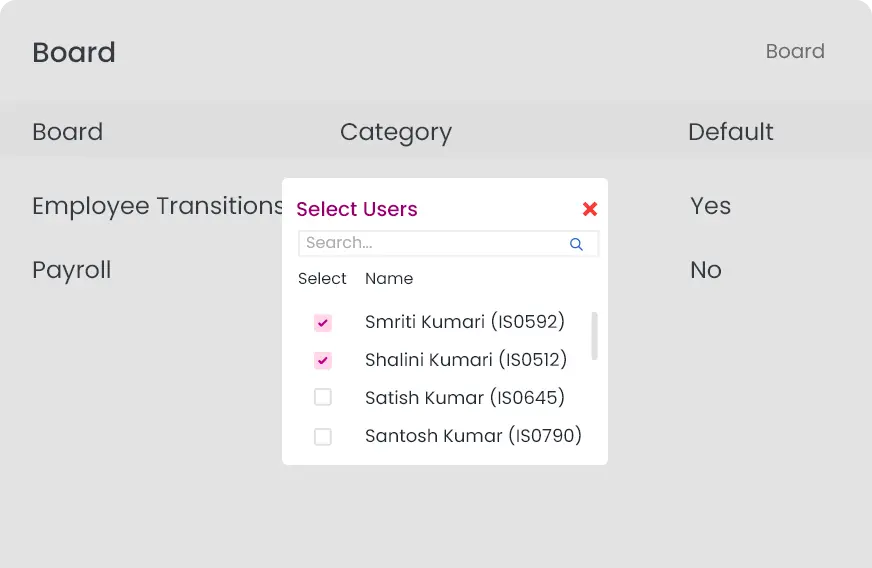 Board Board
Board Category Default
Employee Transitions Yes
Payroll No
Select Users
Search...
Select Name
Smriti Kumari (IS0592)
Shalini Kumari (IS0512)
Satish Kumar (IS0645)
Santosh Kumar (IS0790)